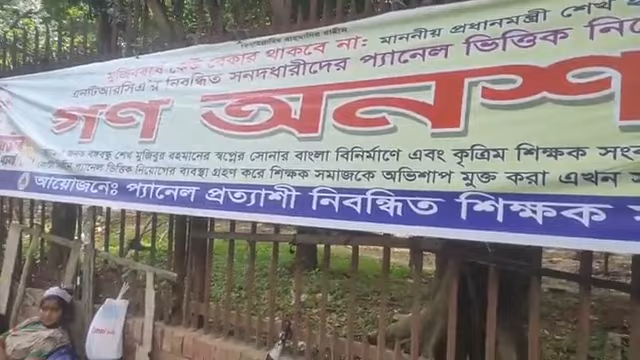 মুজিববর্ষে কেউ বেকার থাকবে না: মাননীয় প্রধানমন্ত্রী শেখ
এনটিআরসিএ'র নিবন্ধিত সনদধারীদের প্যানেল ভিত্তিক
গণ অনশ
বঙ্গবন্ধু শেখ মুজিবুর রহমানের স্বপ্নের সোনার বাংলা বিনির্মাণে এবং কৃত্রিম শিক্ষক
প্যানেল ভিত্তিক নিয়োগের ব্যবস্থা গ্রহণ করে শিক্ষক সমাজকে অভিশাপ মুক্ত করা এখন
আয়োজনেঃ প্যানেল প্রত্যাশী নিবন্ধিত শিক্ষক